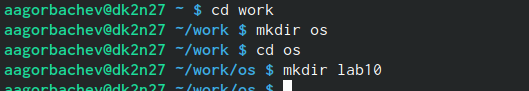 aagorbachev@dk2n27 ~ $ cd work
aagorbachev@dk2n27 ~/work $ mkdir os
aagorbachev@dk2n27 ~/work $ cd os
aagorbachev@dk2n27 ~/work/os $ mkdir lab10
aagorbachev@dk2n27 ~/work/os $